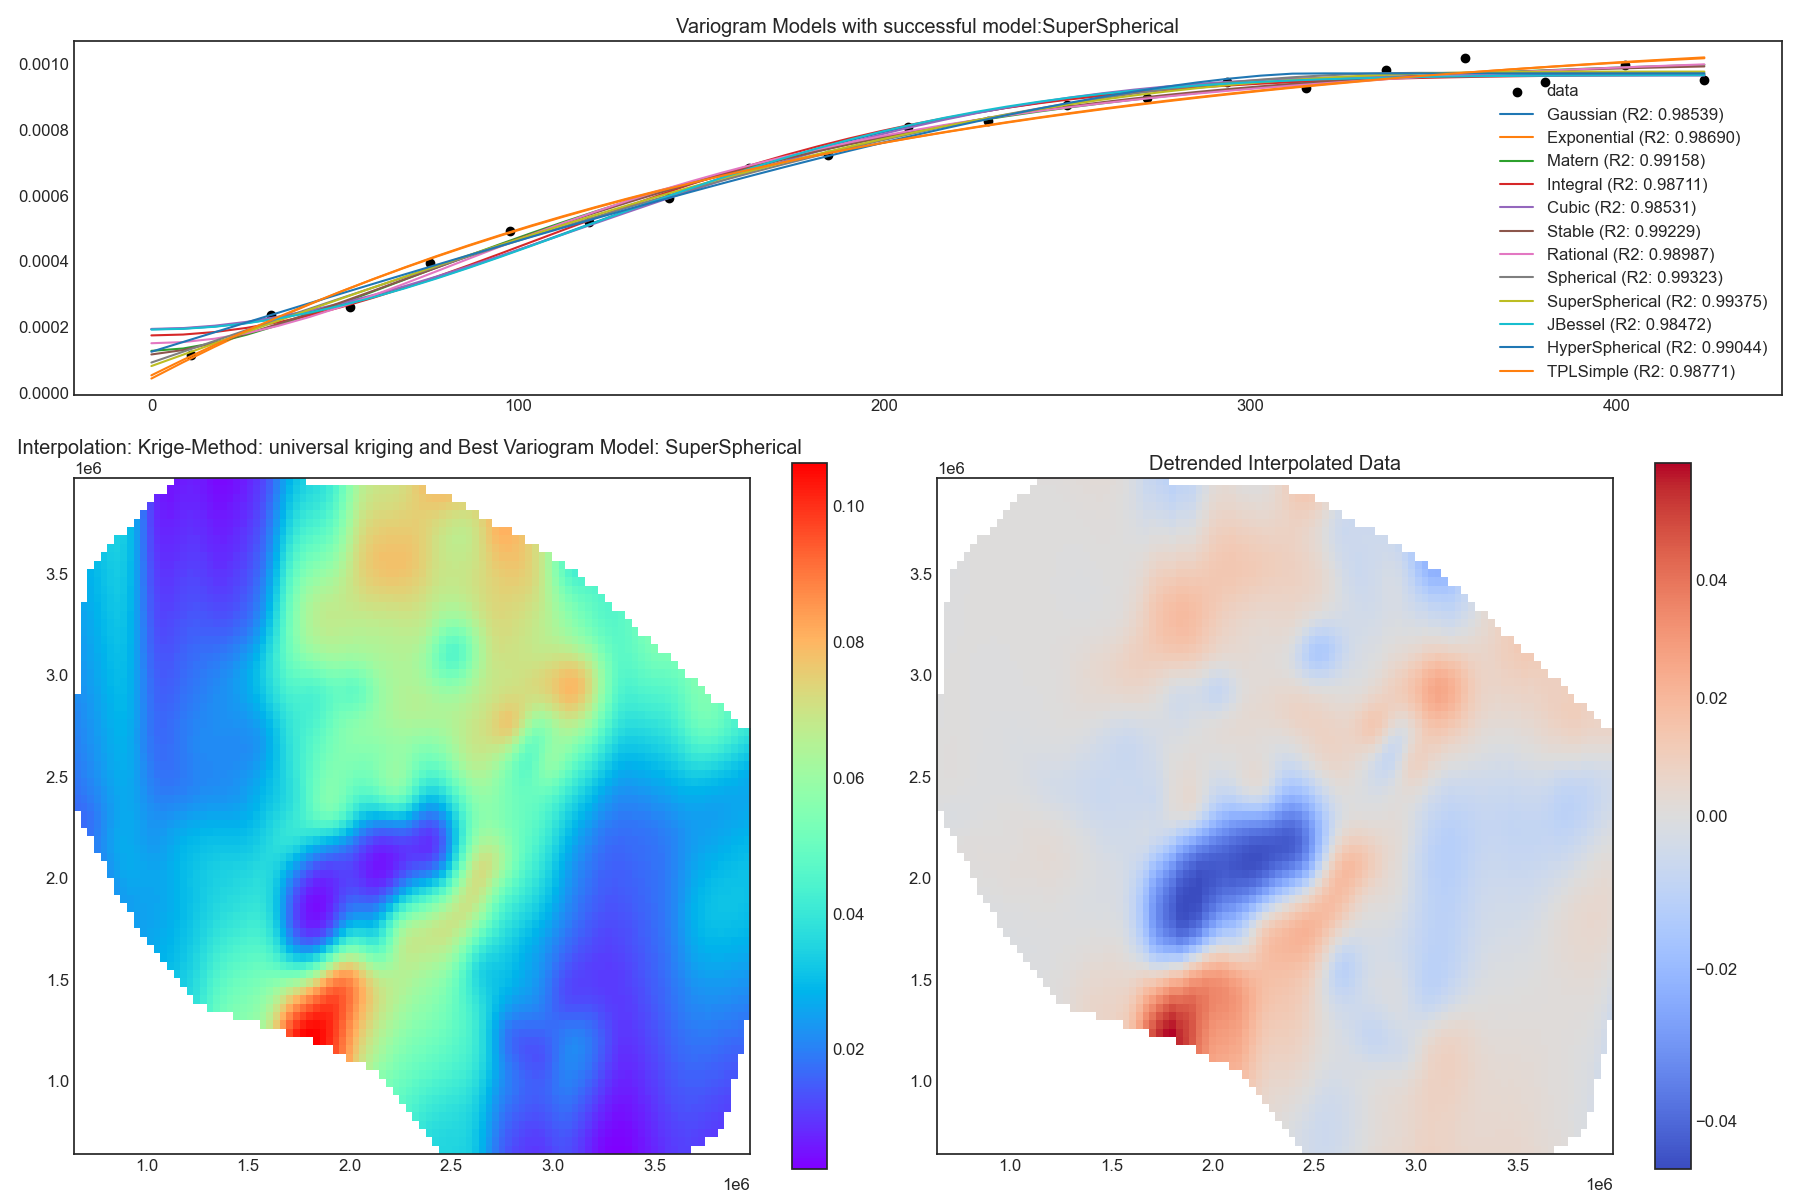 Variogram Models with successful model:SuperSpherical
0.0010
0.0008
0.0006
0.0004
0.0002
0.0000
0
100
200
300
400
data
Gaussian (R2: 0.98539)
Exponential (R2: 0.98690)
Matern (R2: 0.99158)
Integral (R2: 0.98711)
Cubic (R2: 0.98531)
Stable (R2: 0.99229)
Rational (R2: 0.98987)
Spherical (R2: 0.99323)
SuperSpherical (R2: 0.99375)
JBessel (R2: 0.98472)
HyperSpherical (R2: 0.99044)
TPLSimple (R2: 0.98771)
Interpolation: Krige-Method: universal kriging and Best Variogram Model: SuperSpherical
1e6
3.5
3.0
2.5
2.0
1.5
1.0
1.0
1.5
2.0
2.5
3.0
3.5
1e6
0.10
0.08
0.06
0.04
0.02
Detrended Interpolated Data
1e6
3.5
3.0
2.5
2.0
1.5
1.0
1.0
1.5
2.0
2.5
3.0
3.5
1e6
0.04
0.02
0.00
−0.02
−0.04